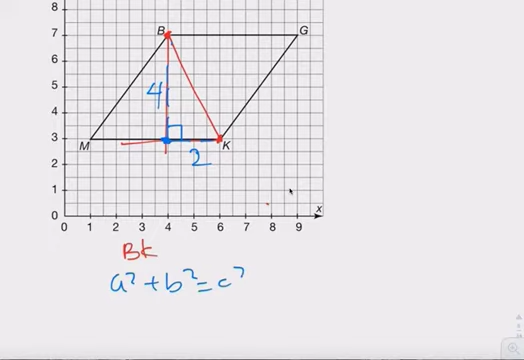 8
7 B G
6
5
4 4
3
M K
2 2
1
0
0 1 2 3 4 5 6 7 8 9 x
BK
a² + b² = c²